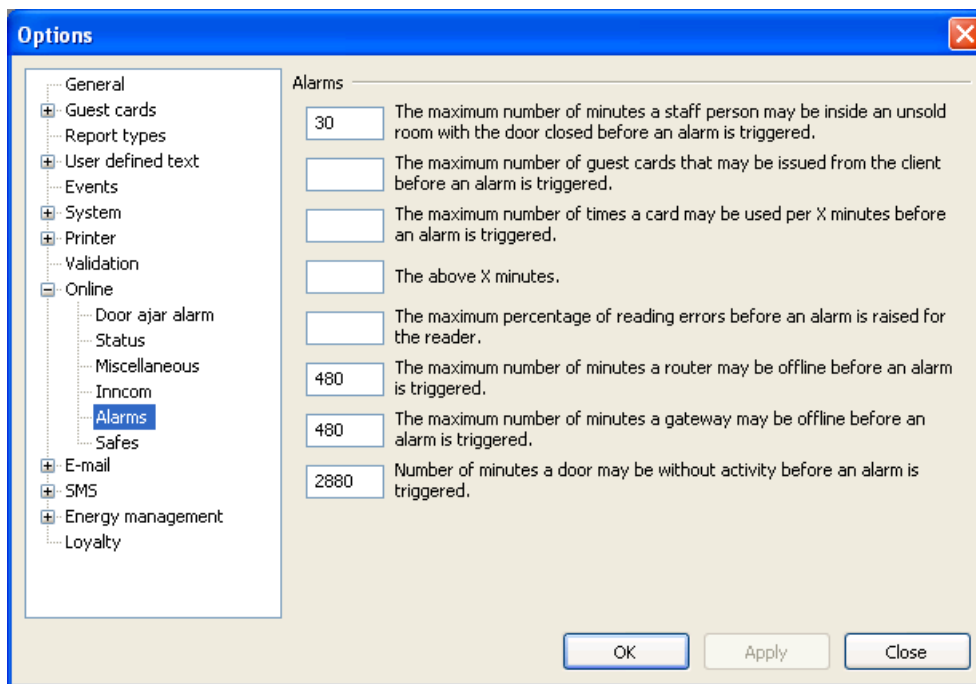 Options
General
Guest cards
Report types
User defined text
Events
System
Printer
Validation
Online
Door ajar alarm
Status
Miscellaneous
Inncom
Alarms
Safes
E-mail
SMS
Energy management
Loyalty
Alarms
30
The maximum number of minutes a staff person may be inside an unsold
room with the door closed before an alarm is triggered.
The maximum number of guest cards that may be issued from the client
before an alarm is triggered.
The maximum number of times a card may be used per X minutes before
an alarm is triggered.
The above X minutes.
The maximum percentage of reading errors before an alarm is raised for
the reader.
480
The maximum number of minutes a router may be offline before an alarm
is triggered.
480
The maximum number of minutes a gateway may be offline before an
alarm is triggered.
2880
Number of minutes a door may be without activity before an alarm is
triggered.
OK
Apply
Close